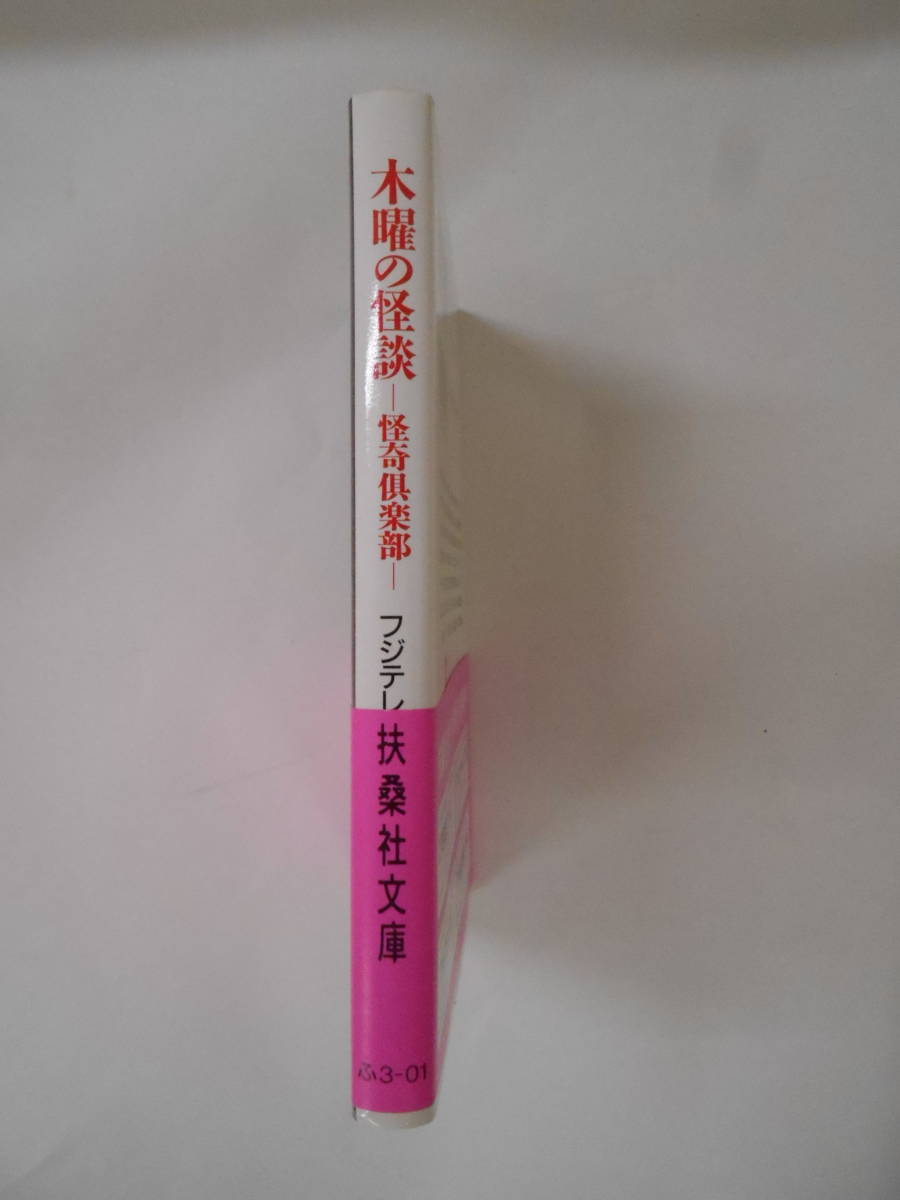 木曜の怪談
―怪奇倶楽部―
フジテレ
扶桑社文庫
ふ3-01